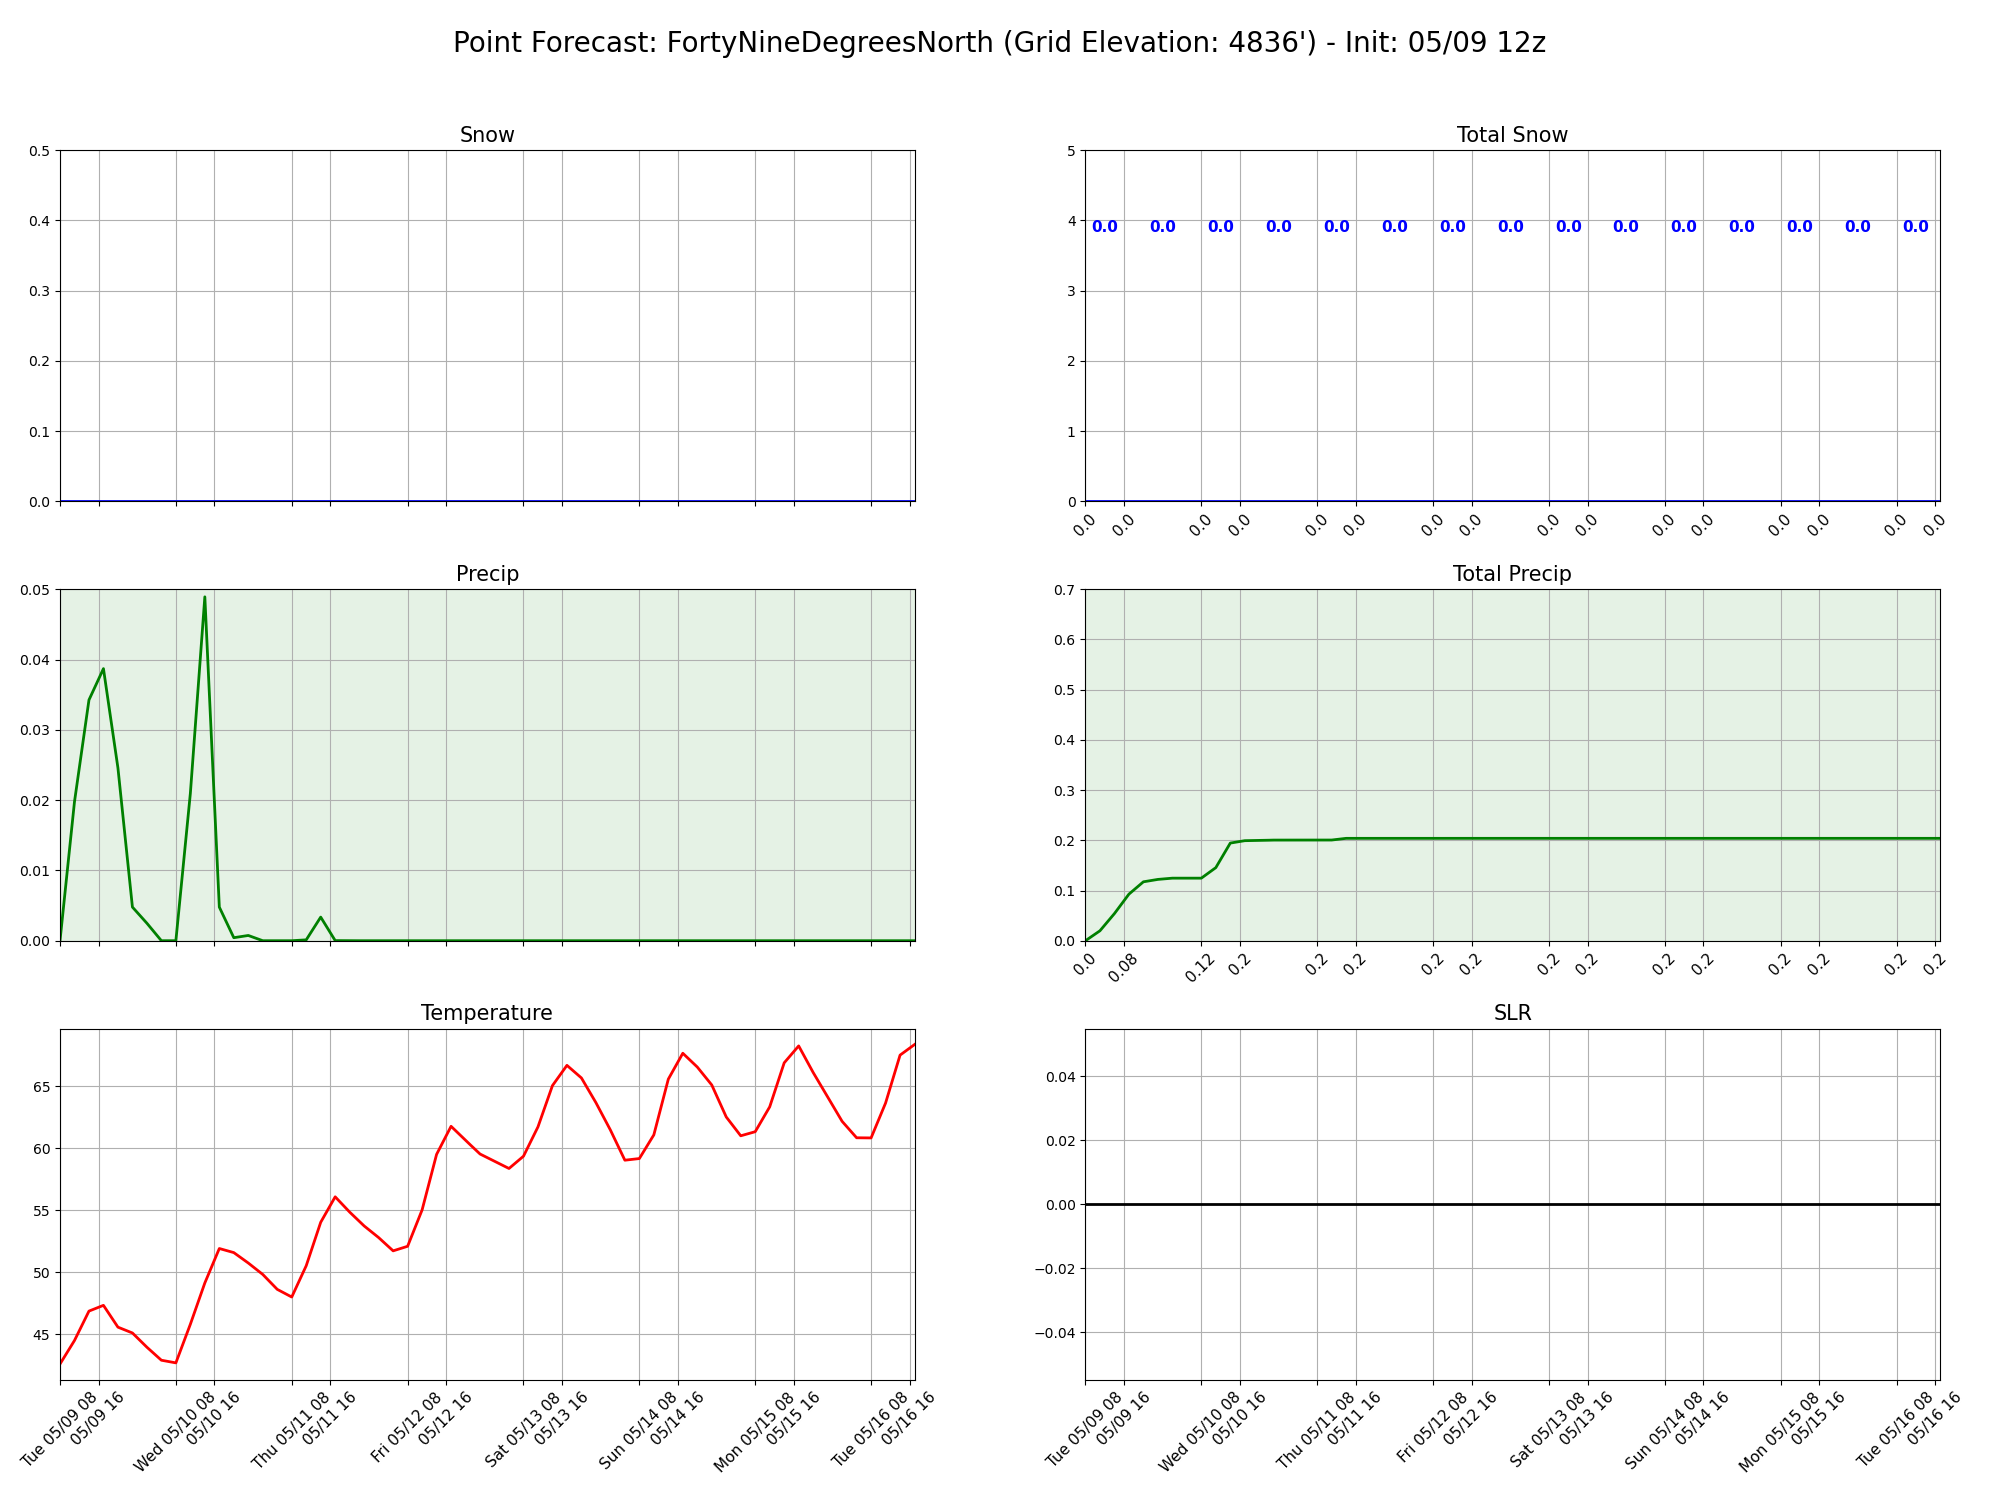 Point Forecast: FortyNineDegreesNorth (Grid Elevation: 4836') - Init: 05/09 12z
Snow
0.5
0.4
0.3
0.2
0.1
0.0
Total Snow
5
4
3
2
1
0
0.0 0.0 0.0 0.0 0.0 0.0 0.0 0.0 0.0 0.0 0.0 0.0 0.0 0.0 0.0
0.0 0.0 0.0 0.0 0.0 0.0 0.0 0.0 0.0 0.0 0.0 0.0 0.0 0.0 0.0 0.0
Precip
0.05
0.04
0.03
0.02
0.01
0.00
Total Precip
0.7
0.6
0.5
0.4
0.3
0.2
0.1
0.0
0.0 0.08 0.12 0.2 0.2 0.2 0.2 0.2 0.2 0.2 0.2 0.2 0.2 0.2 0.2 0.2
Temperature
65
60
55
50
45
Tue 05/09 08
05/09 16
Wed 05/10 08
05/10 16
Thu 05/11 08
05/11 16
Fri 05/12 08
05/12 16
Sat 05/13 08
05/13 16
Sun 05/14 08
05/14 16
Mon 05/15 08
05/15 16
Tue 05/16 08
05/16 16
SLR
0.04
0.02
0.00
−0.02
−0.04
Tue 05/09 08
05/09 16
Wed 05/10 08
05/10 16
Thu 05/11 08
05/11 16
Fri 05/12 08
05/12 16
Sat 05/13 08
05/13 16
Sun 05/14 08
05/14 16
Mon 05/15 08
05/15 16
Tue 05/16 08
05/16 16